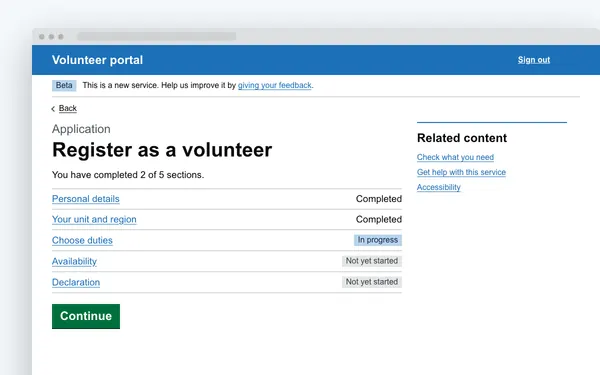 Volunteer portal
Sign out
Beta This is a new service. Help us improve it by giving your feedback.
Back
Application
Register as a volunteer
You have completed 2 of 5 sections.
Personal details Completed
Your unit and region Completed
Choose duties In progress
Availability Not yet started
Declaration Not yet started
Continue
Related content
Check what you need
Get help with this service
Accessibility